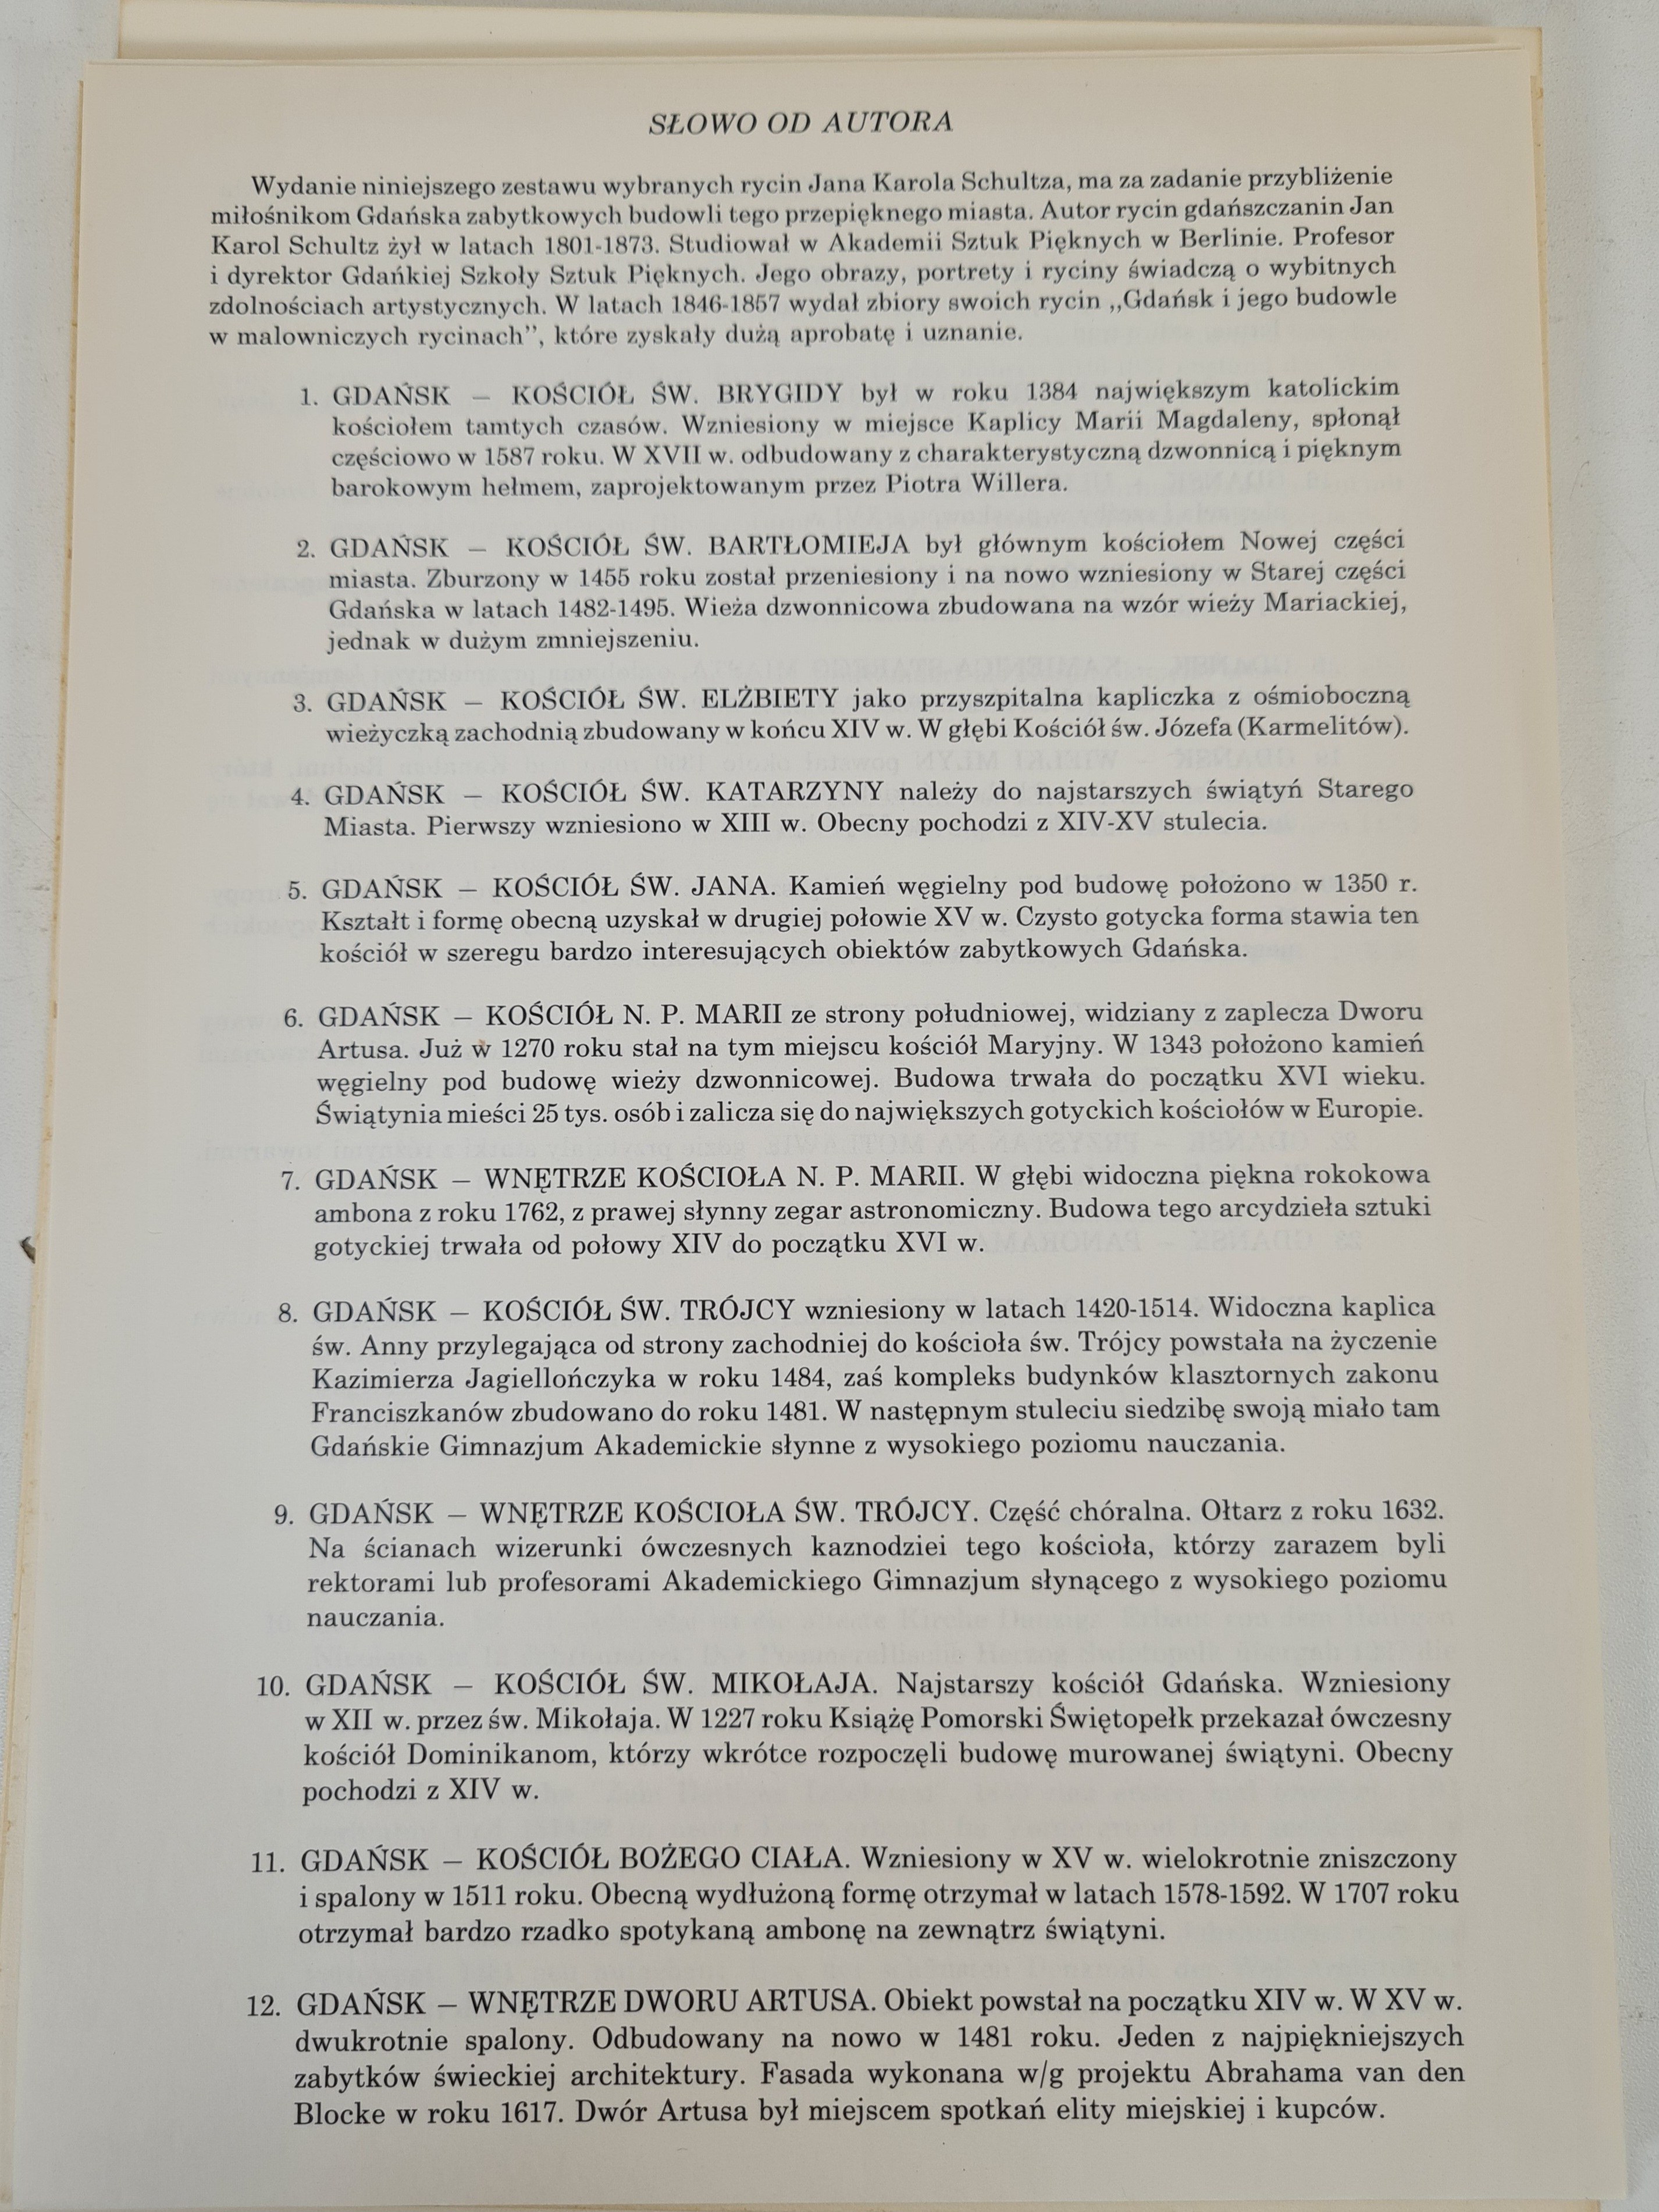 SŁOWO OD AUTORA
Wydanie niniejszego zestawu wybranych rycin Jana Karola Schultza, ma za zadanie przybliżenie
miłośnikom Gdańska zabytkowych budowli tego przepięknego miasta. Autor rycin gdańszczanin Jan
Karol Schultz żył w latach 1801-1873. Studiował w Akademii Sztuk Pięknych w Berlinie. Profesor
i dyrektor Gdańkiej Szkoły Sztuk Pięknych. Jego obrazy, portrety i ryciny świadczą o wybitnych
zdolnościach artystycznych. W latach 1846-1857 wydał zbiory swoich rycin ,,Gdańsk i jego budowle
w malowniczych rycinach”, które zyskały dużą aprobatę i uznanie.
1. GDAŃSK – KOŚCIÓŁ ŚW. BRYGIDY był w roku 1384 największym katolickim
kościołem tamtych czasów. Wzniesiony w miejsce Kaplicy Marii Magdaleny, spłonął
częściowo w 1587 roku. W XVII w. odbudowany z charakterystyczną dzwonnicą i pięknym
barokowym hełmem, zaprojektowanym przez Piotra Willera.
2. GDAŃSK – KOŚCIÓŁ ŚW. BARTŁOMIEJA był głównym kościołem Nowej części
miasta. Zburzony w 1455 roku został przeniesiony i na nowo wzniesiony w Starej części
Gdańska w latach 1482-1495. Wieża dzwonnicowa zbudowana na wzór wieży Mariackiej,
jednak w dużym zmniejszeniu.
3. GDAŃSK – KOŚCIÓŁ ŚW. ELŻBIETY jako przyszpitalna kapliczka z ośmioboczną
wieżyczką zachodnią zbudowany w końcu XIV w. W głębi Kościół św. Józefa (Karmelitów).
4. GDAŃSK – KOŚCIÓŁ ŚW. KATARZYNY należy do najstarszych świątyń Starego
Miasta. Pierwszy wzniesiono w XIII w. Obecny pochodzi z XIV-XV stulecia.
5. GDAŃSK – KOŚCIÓŁ ŚW. JANA. Kamień węgielny pod budowę położono w 1350 r.
Kształt i formę obecną uzyskał w drugiej połowie XV w. Czysto gotycka forma stawia ten
kościół w szeregu bardzo interesujących obiektów zabytkowych Gdańska.
6. GDAŃSK – KOŚCIÓŁ N. P. MARII ze strony południowej, widziany z zaplecza Dworu
Artusa. Już w 1270 roku stał na tym miejscu kościół Maryjny. W 1343 położono kamień
węgielny pod budowę wieży dzwonnicowej. Budowa trwała do początku XVI wieku.
Świątynia mieści 25 tys. osób i zalicza się do największych gotyckich kościołów w Europie.
7. GDAŃSK – WNĘTRZE KOŚCIOŁA N. P. MARII. W głębi widoczna piękna rokokowa
ambona z roku 1762, z prawej słynny zegar astronomiczny. Budowa tego arcydzieła sztuki
gotyckiej trwała od połowy XIV do początku XVI w.
8. GDAŃSK – KOŚCIÓŁ ŚW. TRÓJCY wzniesiony w latach 1420-1514. Widoczna kaplica
św. Anny przylegająca od strony zachodniej do kościoła św. Trójcy powstała na życzenie
Kazimierza Jagiellończyka w roku 1484, zaś kompleks budynków klasztornych zakonu
Franciszkanów zbudowano do roku 1481. W następnym stuleciu siedzibę swoją miało tam
Gdańskie Gimnazjum Akademickie słynne z wysokiego poziomu nauczania.
9. GDAŃSK – WNĘTRZE KOŚCIOŁA ŚW. TRÓJCY. Część chóralna. Ołtarz z roku 1632.
Na ścianach wizerunki ówczesnych kaznodziei tego kościoła, którzy zarazem byli
rektorami lub profesorami Akademickiego Gimnazjum słynącego z wysokiego poziomu
nauczania.
10. GDAŃSK – KOŚCIÓŁ ŚW. MIKOŁAJA. Najstarszy kościół Gdańska. Wzniesiony
w XII w. przez św. Mikołaja. W 1227 roku Książę Pomorski Świętopełk przekazał ówczesny
kościół Dominikanom, którzy wkrótce rozpoczęli budowę murowanej świątyni. Obecny
pochodzi z XIV w.
11. GDAŃSK – KOŚCIÓŁ BOŻEGO CIAŁA. Wzniesiony w XV w. wielokrotnie zniszczony
i spalony w 1511 roku. Obecną wydłużoną formę otrzymał w latach 1578-1592. W 1707 roku
otrzymał bardzo rzadko spotykaną ambonę na zewnątrz świątyni.
12. GDAŃSK – WNĘTRZE DWORU ARTUSA. Obiekt powstał na początku XIV w. W XV w.
dwukrotnie spalony. Odbudowany na nowo w 1481 roku. Jeden z najpiękniejszych
zabytków świeckiej architektury. Fasada wykonana w/g projektu Abrahama van den
Blocke w roku 1617. Dwór Artusa był miejscem spotkań elity miejskiej i kupców.